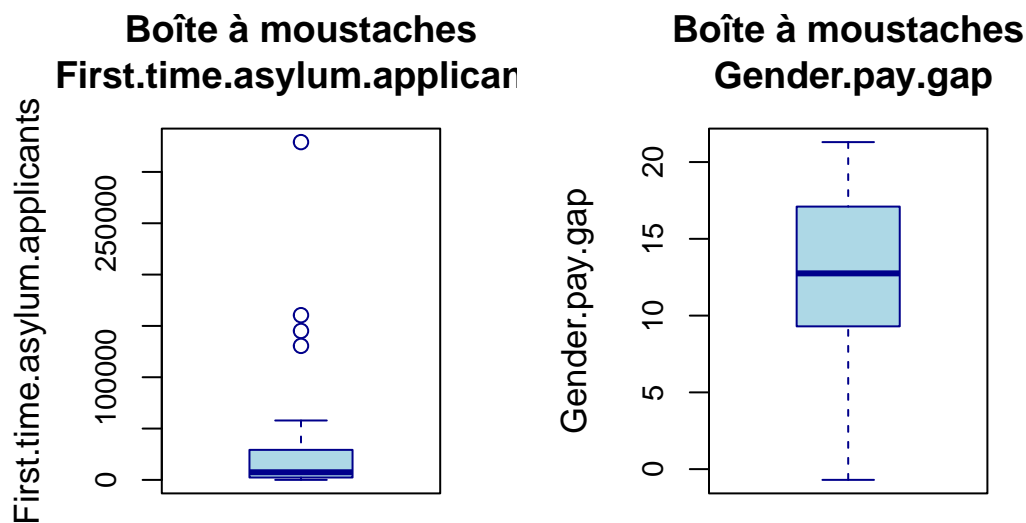 Boîte à moustaches
First.time.asylum.applican
First.time.asylum.applicants
0
100000
250000
Boîte à moustaches
Gender.pay.gap
Gender.pay.gap
0
5
10
15
20